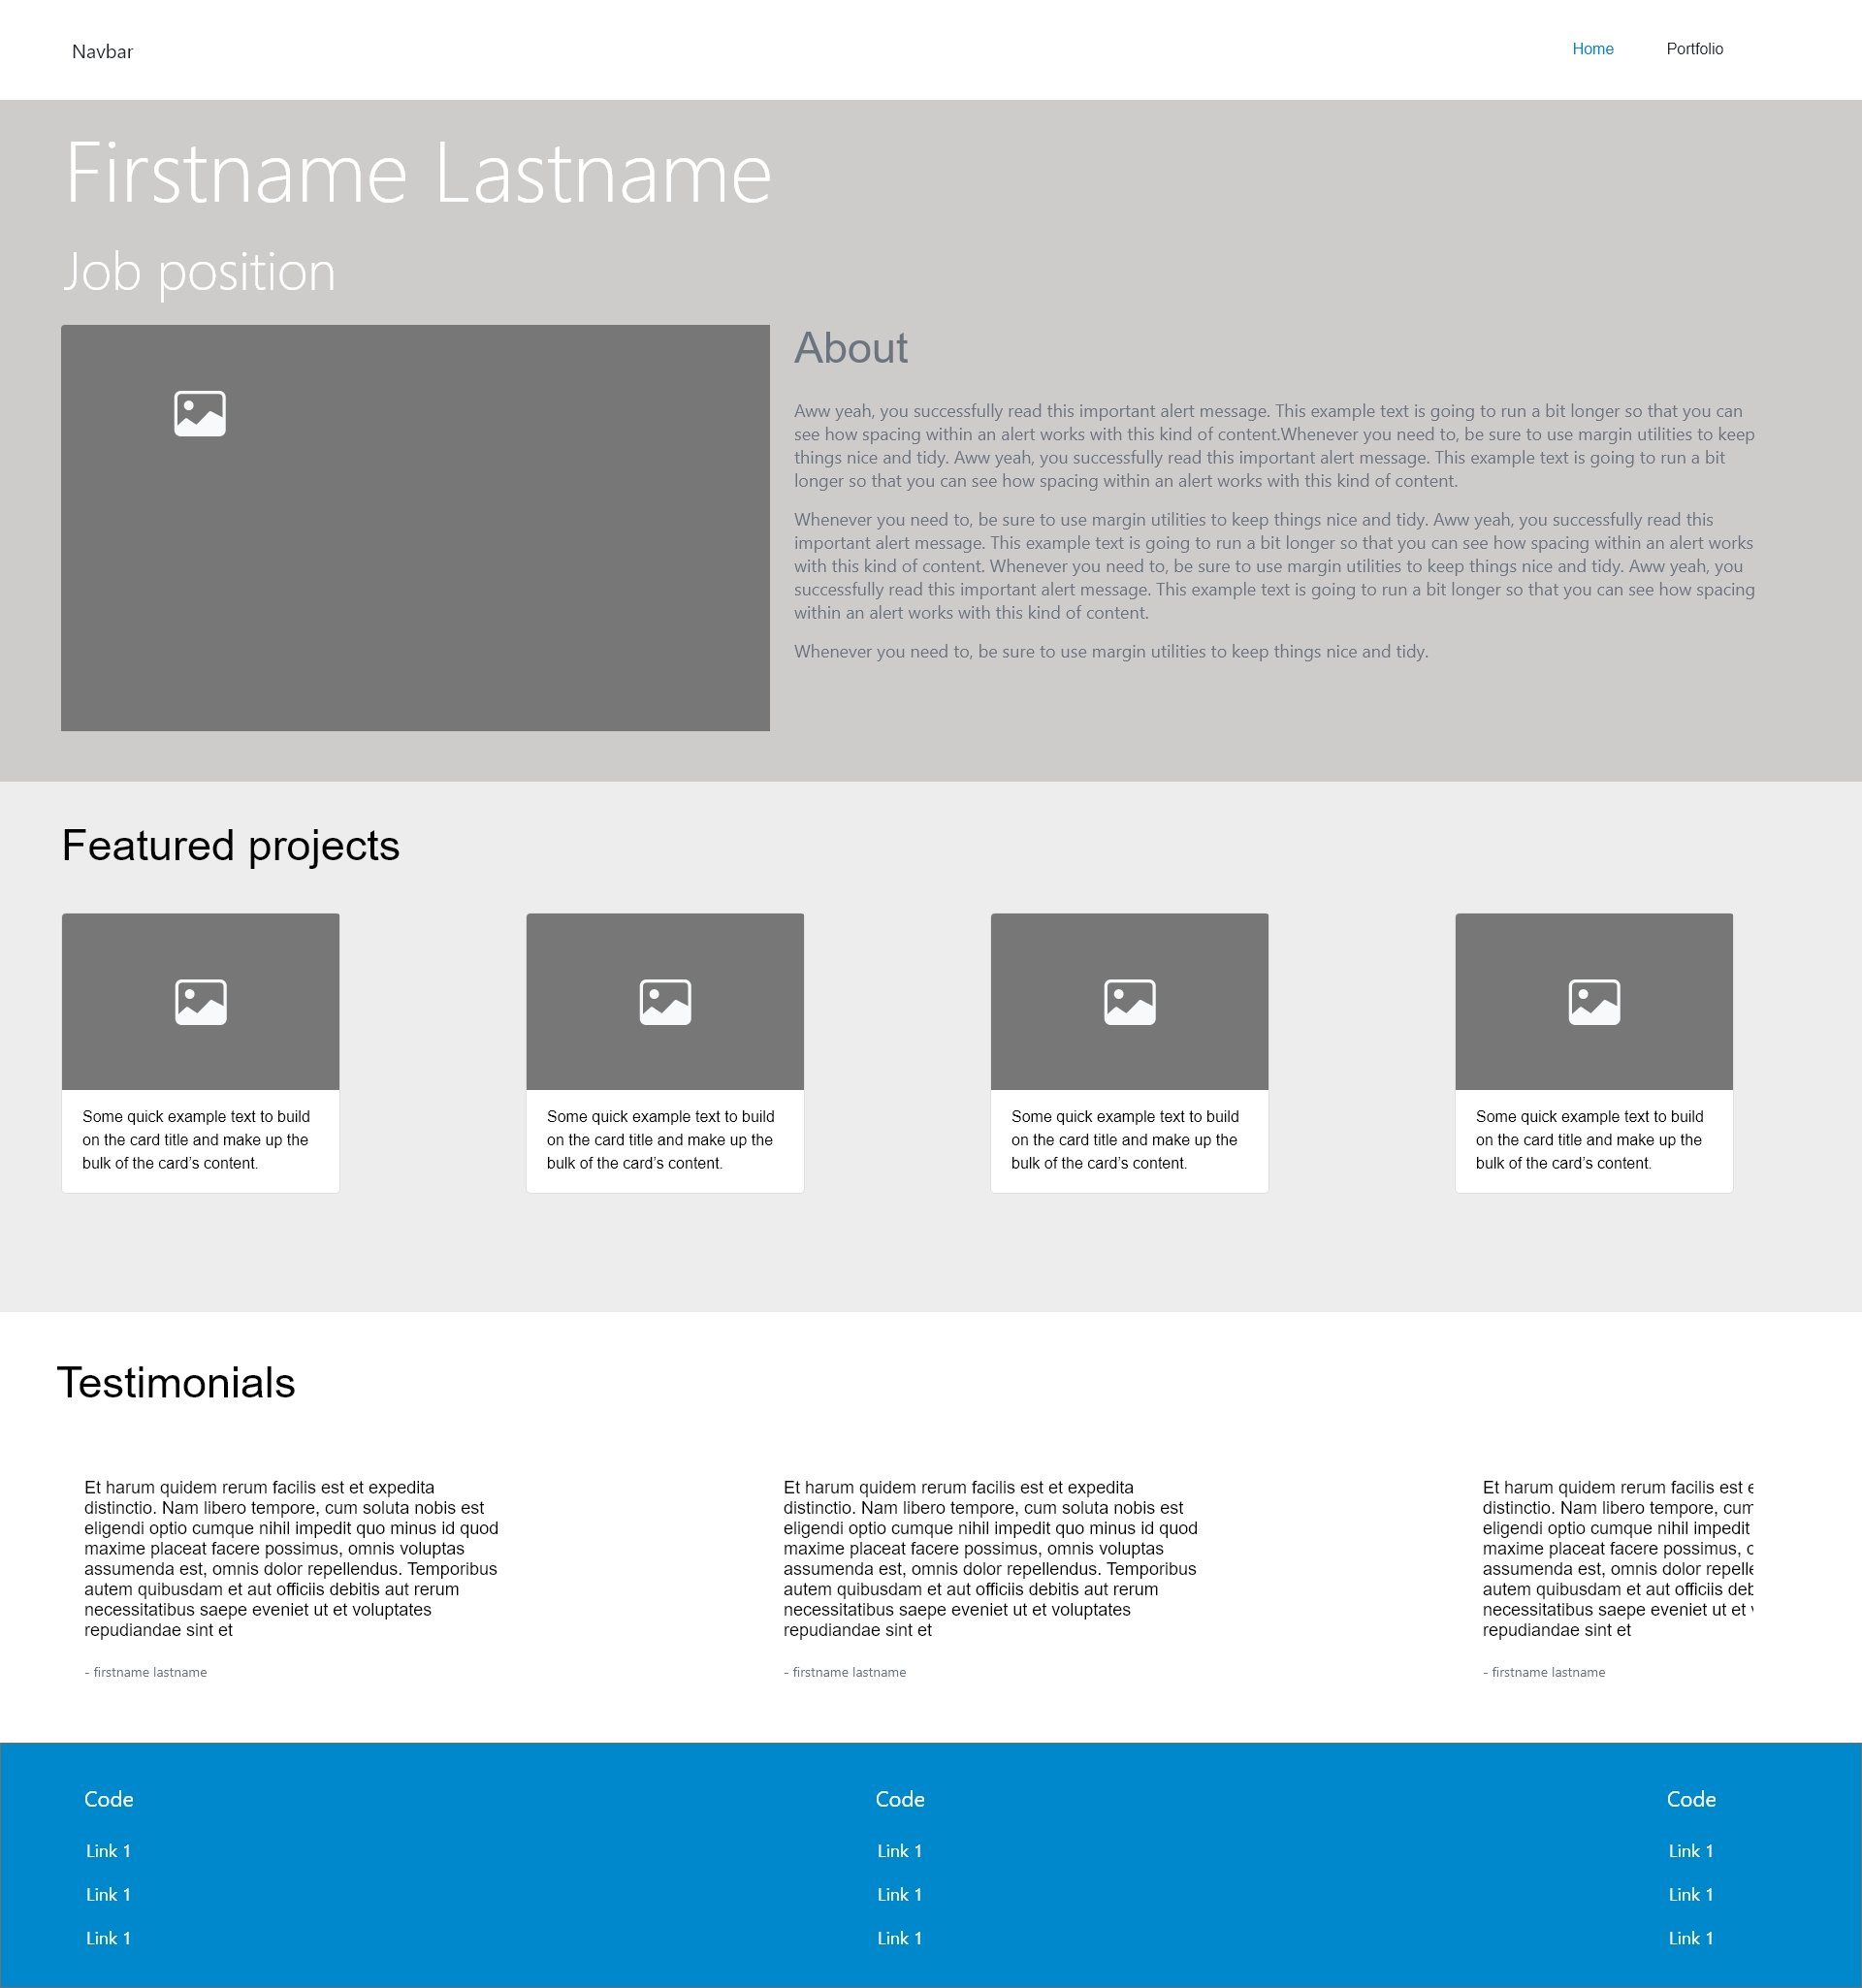 Navbar
Home
Portfolio
Firstname Lastname
Job position
About
Aww yeah, you successfully read this important alert message. This example text is going to run a bit longer so that you can
see how spacing within an alert works with this kind of content.Whenever you need to, be sure to use margin utilities to keep
things nice and tidy. Aww yeah, you successfully read this important alert message. This example text is going to run a bit
longer so that you can see how spacing within an alert works with this kind of content.
Whenever you need to, be sure to use margin utilities to keep things nice and tidy. Aww yeah, you successfully read this
important alert message. This example text is going to run a bit longer so that you can see how spacing within an alert works
with this kind of content. Whenever you need to, be sure to use margin utilities to keep things nice and tidy. Aww yeah, you
successfully read this important alert message. This example text is going to run a bit longer so that you can see how spacing
within an alert works with this kind of content.
Whenever you need to, be sure to use margin utilities to keep things nice and tidy.
Featured projects
Some quick example text to build
on the card title and make up the
bulk of the card's content.
Some quick example text to build
on the card title and make up the
bulk of the card's content.
Some quick example text to build
on the card title and make up the
bulk of the card's content.
Some quick example text to build
on the card title and make up the
bulk of the card's content.
Testimonials
Et harum quidem rerum facilis est et expedita
distinctio. Nam libero tempore, cum soluta nobis est
eligendi optio cumque nihil impedit quo minus id quod
maxime placeat facere possimus, omnis voluptas
assumenda est, omnis dolor repellendus. Temporibus
autem quibusdam et aut officiis debitis aut rerum
necessitatibus saepe eveniet ut et voluptates
repudiandae sint et
- firstname lastname
Et harum quidem rerum facilis est et expedita
distinctio. Nam libero tempore, cum soluta nobis est
eligendi optio cumque nihil impedit quo minus id quod
maxime placeat facere possimus, omnis voluptas
assumenda est, omnis dolor repellendus. Temporibus
autem quibusdam et aut officiis debitis aut rerum
necessitatibus saepe eveniet ut et voluptates
repudiandae sint et
- firstname lastname
Et harum quidem rerum facilis est
distinctio. Nam libero tempore, cum
eligendi optio cumque nihil impedit
maxime placeat facere possimus,
assumenda est, omnis dolor
autem quibusdam et aut officiis
necessitatibus saepe eveniet ut et
repudiandae sint et
- firstname lastname
Code
Link 1
Link 1
Link 1
Code
Link 1
Link 1
Link 1
Code
Link 1
Link 1
Link 1